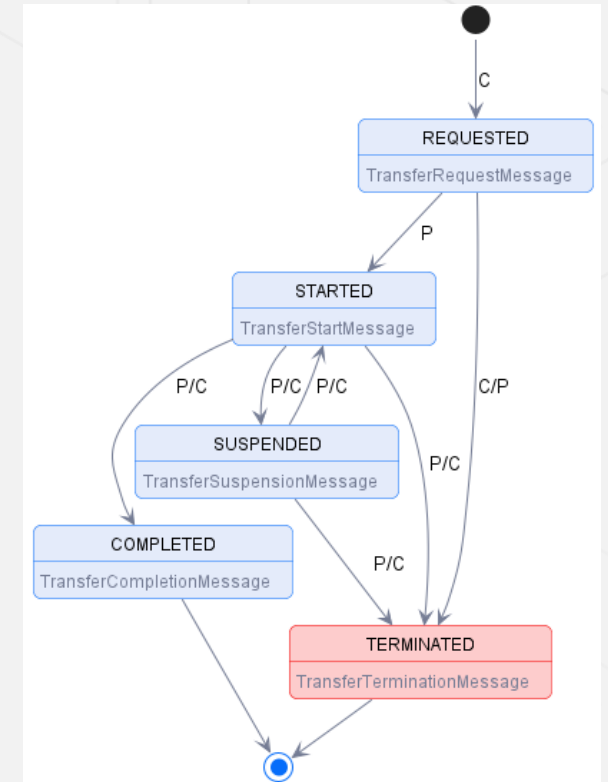 C
REQUESTED
TransferRequestMessage
P
STARTED
TransferStartMessage
P/C
P/C
P/C
C/P
SUSPENDED
TransferSuspensionMessage
P/C
COMPLETED
TransferCompletionMessage
P/C
TERMINATED
TransferTerminationMessage